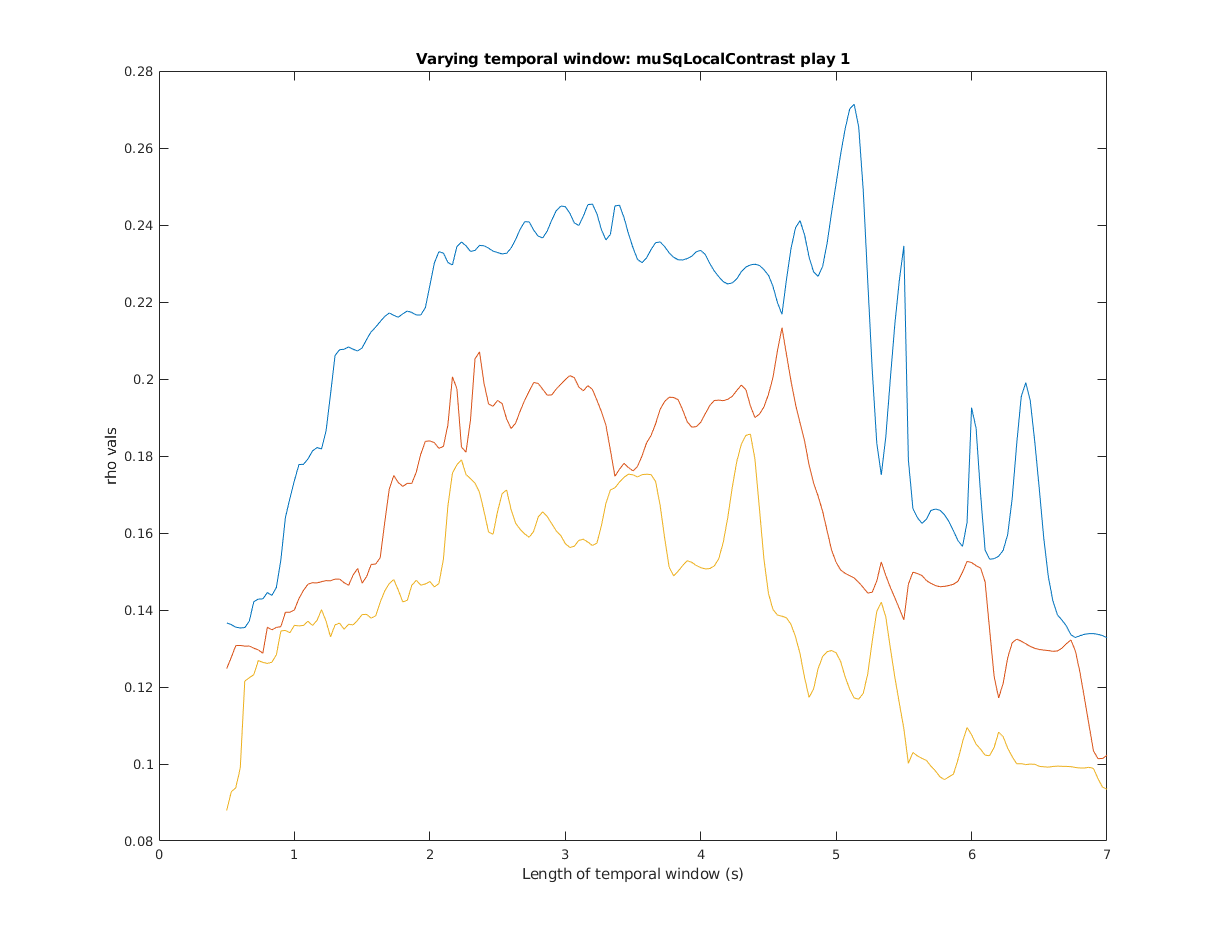 Varying temporal window: muSqLocalContrast play 1
0.28
0.26
0.24
0.22
0.2
0.18
0.16
0.14
0.12
0.1
0.08
rho vals
0 1 2 3 4 5 6 7
Length of temporal window (s)